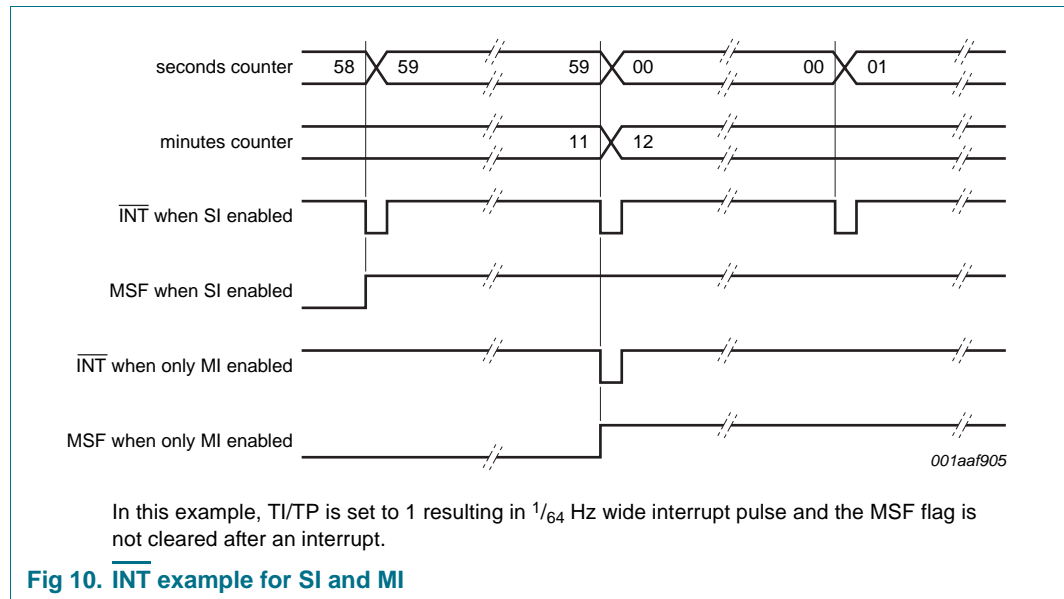 seconds counter 58 59 59 00 00 01
minutes counter 11 12
INT when SI enabled
MSF when SI enabled
INT when only MI enabled
MSF when only MI enabled
001aaf905
In this example, TI/TP is set to 1 resulting in 1/64 Hz wide interrupt pulse and the MSF flag is
not cleared after an interrupt.
Fig 10. INT example for SI and MI